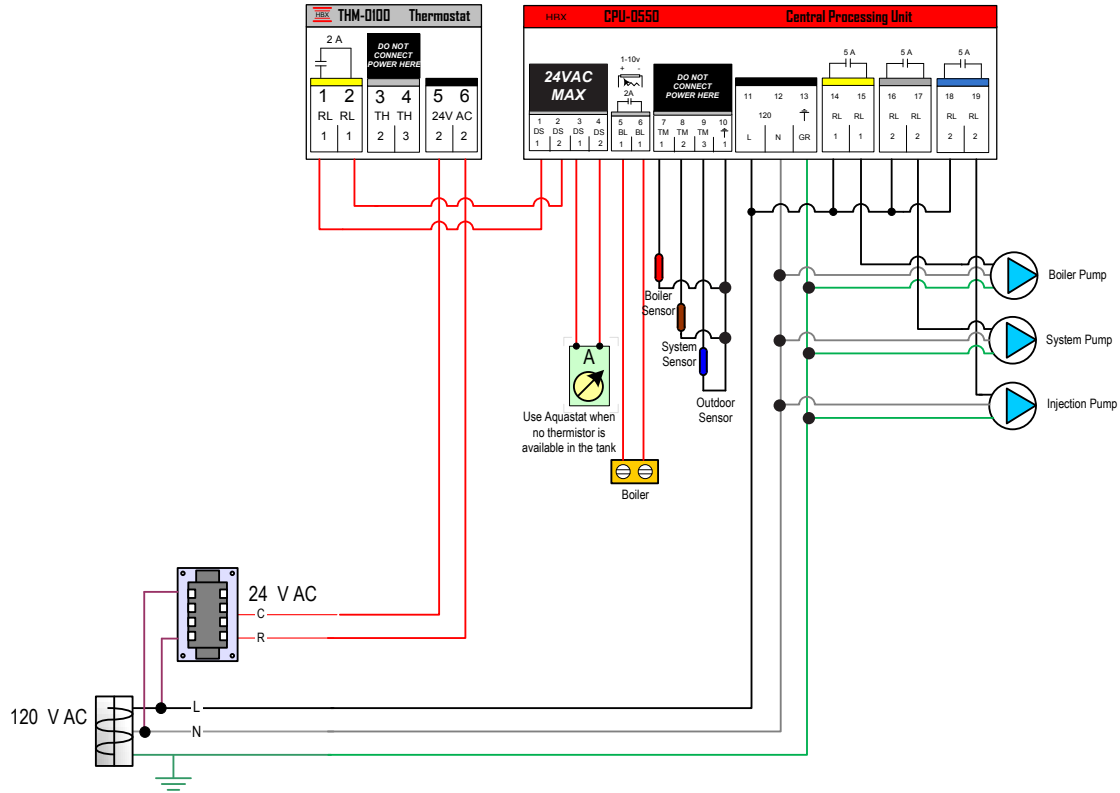 HBX THM-0100 Thermostat
2 A
DO NOT
CONNECT
POWER HERE
1 2 3 4 5 6
RL RL TH TH 24V AC
1 1 2 3 2 2
HBX CPU-0550 Central Processing Unit
24VAC
MAX
1-10v
+ -
2A
DO NOT
CONNECT
POWER HERE
5 A 5 A 5 A
1 2 3 4 5 6 7 8 9 10 11 12 13 14 15 16 17 18 19
DS DS DS DS BL BL TM TM TM 120 RL RL RL RL RL RL
1 2 1 2 1 1 1 2 3 1 L N GR 1 1 2 2 2 2
Boiler Pump
Boiler
Sensor
System Pump
System
Sensor
A
Outdoor
Sensor
Injection Pump
Use Aquastat when
no thermistor is
available in the tank
Boiler
24 V AC
C
R
120 V AC
L
N